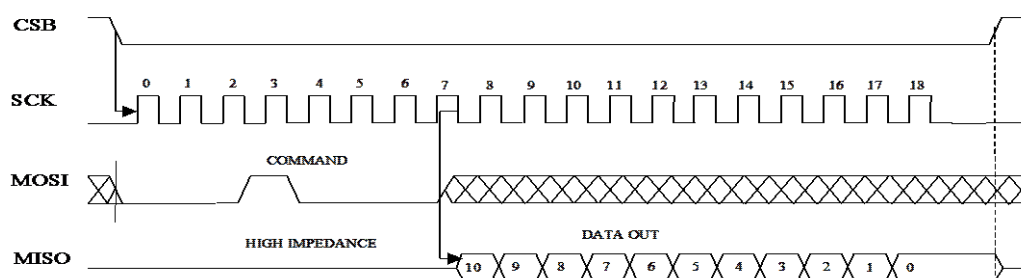 CSB
0 1 2 3 4 5 6 7 8 9 10 11 12 13 14 15 16 17 18
SCK
COMMAND
MOSI
HIGH IMPEDANCE DATA OUT
MISO 10 9 8 7 6 5 4 3 2 1 0